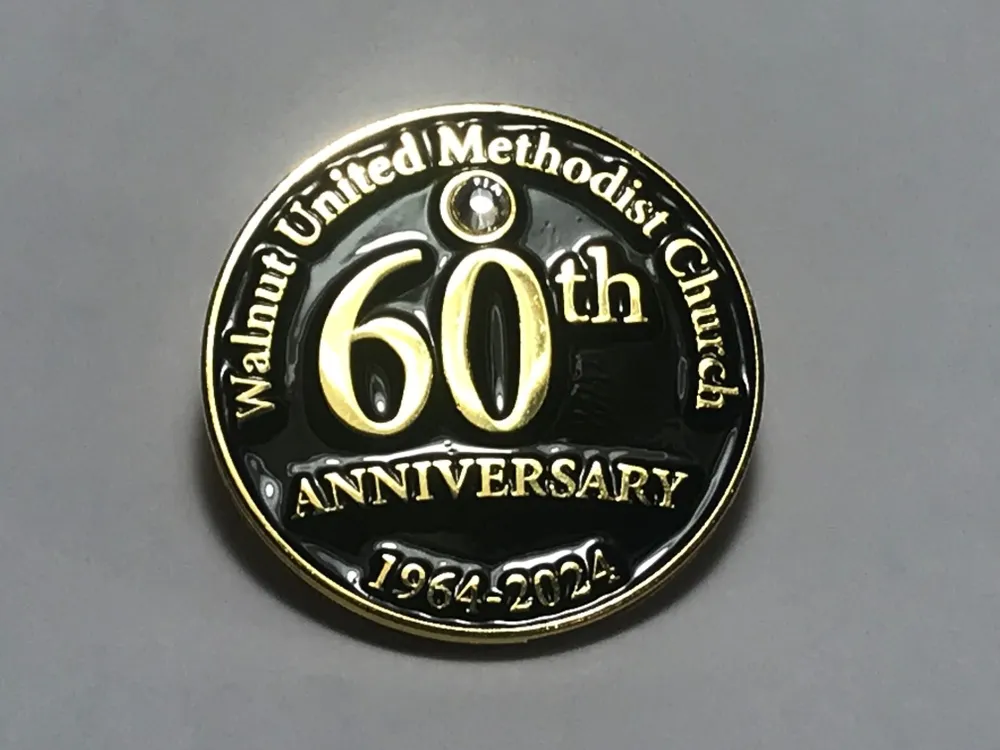 Walnut United Methodist Church
60th
ANNIVERSARY
1964-2024